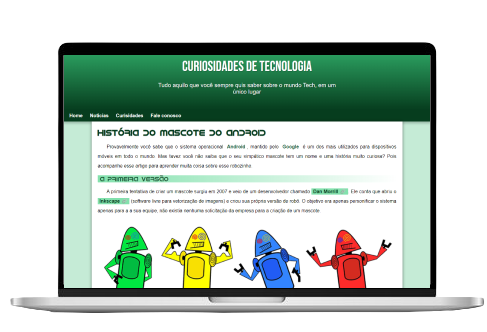 CURIOSIDADES DE TECNOLOGIA
Tudo aquilo que você sempre quis saber sobre o mundo Tech, em um
único lugar
Home Notícias Curisidades Fale conosco
HISTÓRIA DO MASCOTE DO ANDROID
Provavelmente você sabe que o sistema operacional Android, mantido pelo Google é um dos mais utilizados para dispositivos
móveis em todo o mundo. Mas talvez você não saiba que o seu simpático mascote tem um nome e uma história muito curiosa? Pois
acompanhe esse artigo para aprender muita coisa sobre esse robozinho.
A PRIMEIRA VERSÃO
A primeira tentativa de criar um mascote surgiu em 2007 e veio de um desenvolvedor chamado Dan Morrill. Ele conta que abriu o
Inkscape (software livre para vetorização de imagens) e criou sua própria versão de robô. O objetivo era apenas personificar o sistema
apenas para a sua equipe, não existia nenhuma solicitação da empresa para a criação de um mascote.